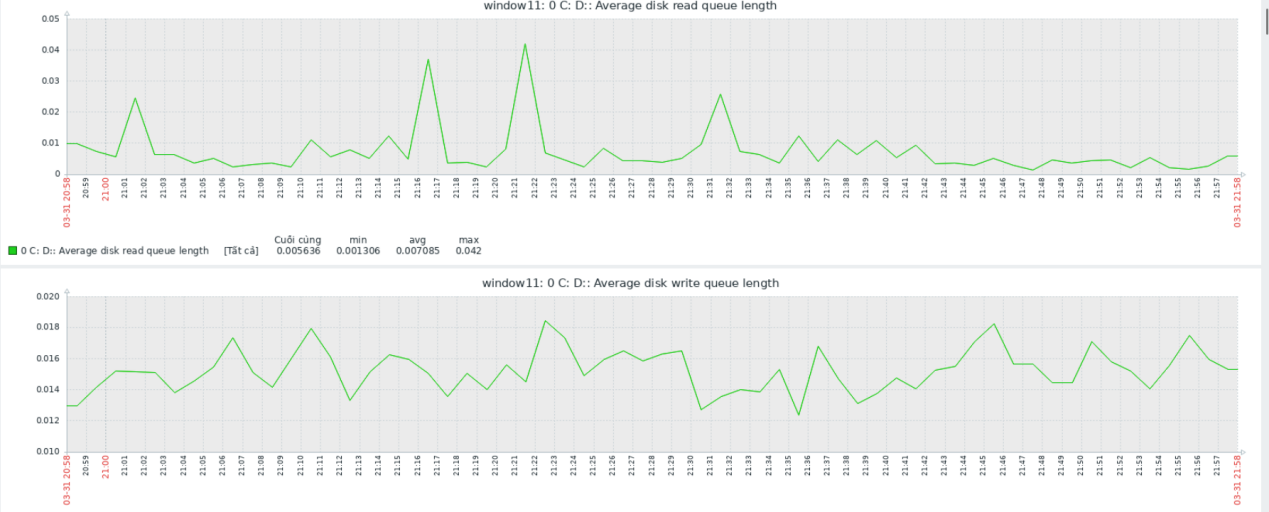 window11: 0 C: D:: Average disk read queue length
0.05
0.04
0.03
0.02
0.01
0
03-31 20:58 20:59 21:00 21:01 21:02 21:03 21:04 21:05 21:06 21:07 21:08 21:09 21:10 21:11 21:12 21:13 21:14 21:15 21:16 21:17 21:18 21:19 21:20 21:21 21:22 21:23 21:24 21:25 21:26 21:27 21:28 21:29 21:30 21:31 21:32 21:33 21:34 21:35 21:36 21:37 21:38 21:39 21:40 21:41 21:42 21:43 21:44 21:45 21:46 21:47 21:48 21:49 21:50 21:51 21:52 21:53 21:54 21:55 21:56 21:57 03-31 21:58
Cuối cùng min avg max
0 C: D:: Average disk read queue length [Tất cả] 0.005636 0.001306 0.007085 0.042
window11: 0 C: D:: Average disk write queue length
0.020
0.018
0.016
0.014
0.012
0.010
03-31 20:58 20:59 21:00 21:01 21:02 21:03 21:04 21:05 21:06 21:07 21:08 21:09 21:10 21:11 21:12 21:13 21:14 21:15 21:16 21:17 21:18 21:19 21:20 21:21 21:22 21:23 21:24 21:25 21:26 21:27 21:28 21:29 21:30 21:31 21:32 21:33 21:34 21:35 21:36 21:37 21:38 21:39 21:40 21:41 21:42 21:43 21:44 21:45 21:46 21:47 21:48 21:49 21:50 21:51 21:52 21:53 21:54 21:55 21:56 21:57 03-31 21:58